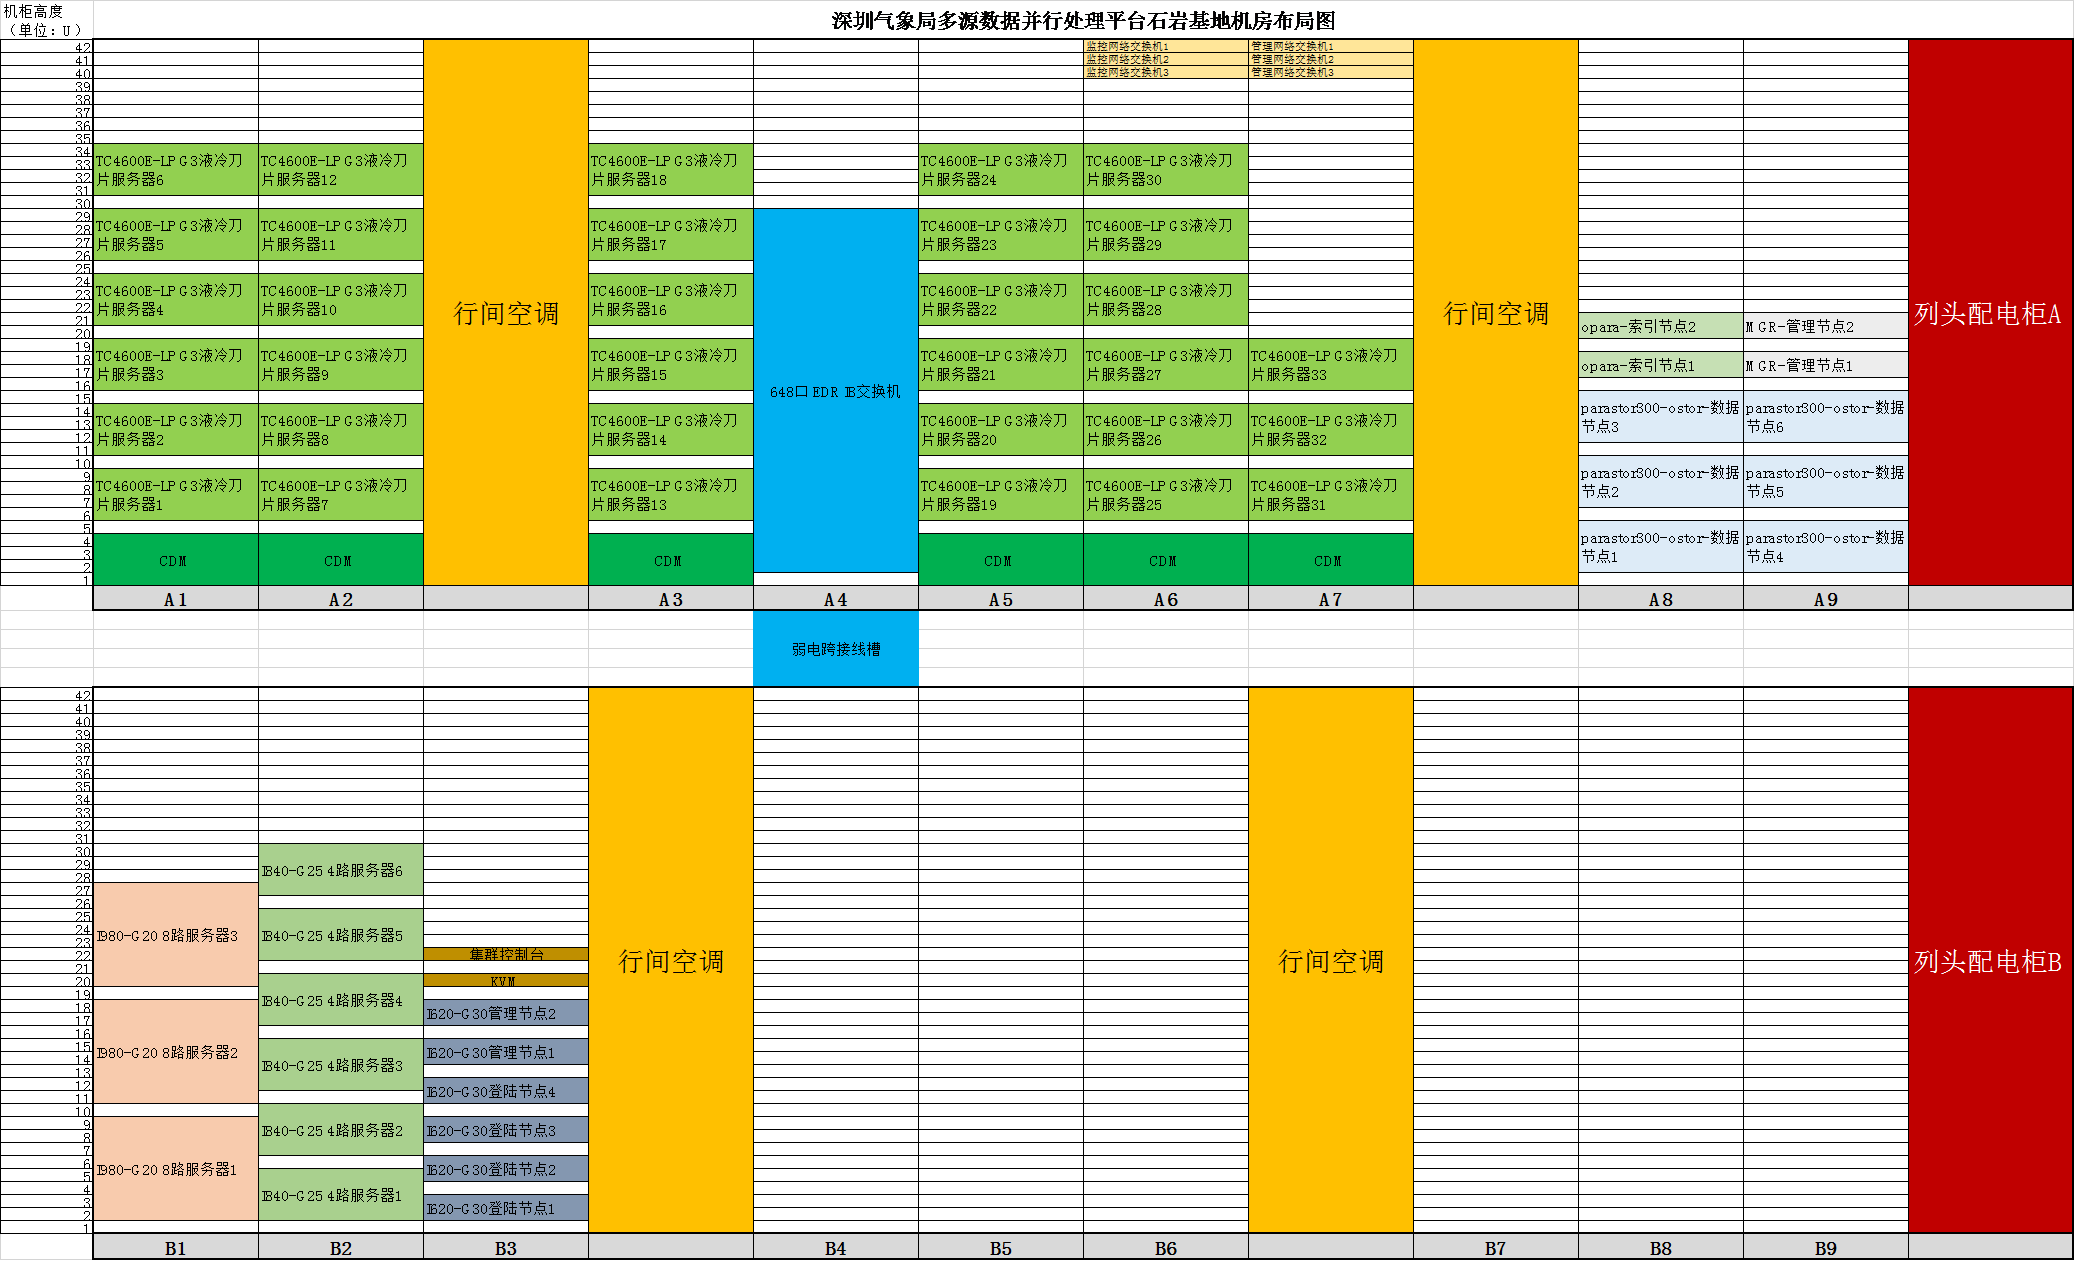 机柜高度
（单位：U）
深圳气象局多源数据并行处理平台石岩基地机房布局图
42
41
40
39
38
37
36
35
34
33
32
31
30
29
28
27
26
25
24
23
22
21
20
19
18
17
16
15
14
13
12
11
10
9
8
7
6
5
4
3
2
1
监控网络交换机1
管理网络交换机1
监控网络交换机2
管理网络交换机2
监控网络交换机3
管理网络交换机3
TC4600E-LP G3液冷刀
片服务器6
TC4600E-LP G3液冷刀
片服务器12
TC4600E-LP G3液冷刀
片服务器18
TC4600E-LP G3液冷刀
片服务器24
TC4600E-LP G3液冷刀
片服务器30
TC4600E-LP G3液冷刀
片服务器5
TC4600E-LP G3液冷刀
片服务器11
TC4600E-LP G3液冷刀
片服务器17
TC4600E-LP G3液冷刀
片服务器23
TC4600E-LP G3液冷刀
片服务器29
TC4600E-LP G3液冷刀
片服务器4
TC4600E-LP G3液冷刀
片服务器10
行间空调
TC4600E-LP G3液冷刀
片服务器16
TC4600E-LP G3液冷刀
片服务器22
TC4600E-LP G3液冷刀
片服务器28
行间空调
列头配电柜A
opara-索引节点2
MGR-管理节点2
TC4600E-LP G3液冷刀
片服务器3
TC4600E-LP G3液冷刀
片服务器9
TC4600E-LP G3液冷刀
片服务器15
648口 EDR IB交换机
TC4600E-LP G3液冷刀
片服务器21
TC4600E-LP G3液冷刀
片服务器27
TC4600E-LP G3液冷刀
片服务器33
opara-索引节点1
MGR-管理节点1
TC4600E-LP G3液冷刀
片服务器2
TC4600E-LP G3液冷刀
片服务器8
TC4600E-LP G3液冷刀
片服务器14
TC4600E-LP G3液冷刀
片服务器20
TC4600E-LP G3液冷刀
片服务器26
TC4600E-LP G3液冷刀
片服务器32
parastor300-ostor-数据
节点3
parastor300-ostor-数据
节点6
TC4600E-LP G3液冷刀
片服务器1
TC4600E-LP G3液冷刀
片服务器7
TC4600E-LP G3液冷刀
片服务器13
TC4600E-LP G3液冷刀
片服务器19
TC4600E-LP G3液冷刀
片服务器25
TC4600E-LP G3液冷刀
片服务器31
parastor300-ostor-数据
节点2
parastor300-ostor-数据
节点5
CDM
CDM
CDM
CDM
CDM
CDM
parastor300-ostor-数据
节点1
parastor300-ostor-数据
节点4
A1
A2
A3
A4
A5
A6
A7
A8
A9
弱电跨接线槽
42
41
40
39
38
37
36
35
34
33
32
31
30
29
28
27
26
25
24
23
22
21
20
19
18
17
16
15
14
13
12
11
10
9
8
7
6
5
4
3
2
1
I980-G20 8路服务器3
I980-G20 8路服务器2
I980-G20 8路服务器1
I840-G25 4路服务器6
I840-G25 4路服务器5
I840-G25 4路服务器4
I840-G25 4路服务器3
I840-G25 4路服务器2
I840-G25 4路服务器1
集群控制台
KVM
I620-G30管理节点2
I620-G30管理节点1
I620-G30登陆节点4
I620-G30登陆节点3
I620-G30登陆节点2
I620-G30登陆节点1
行间空调
行间空调
列头配电柜B
B1
B2
B3
B4
B5
B6
B7
B8
B9